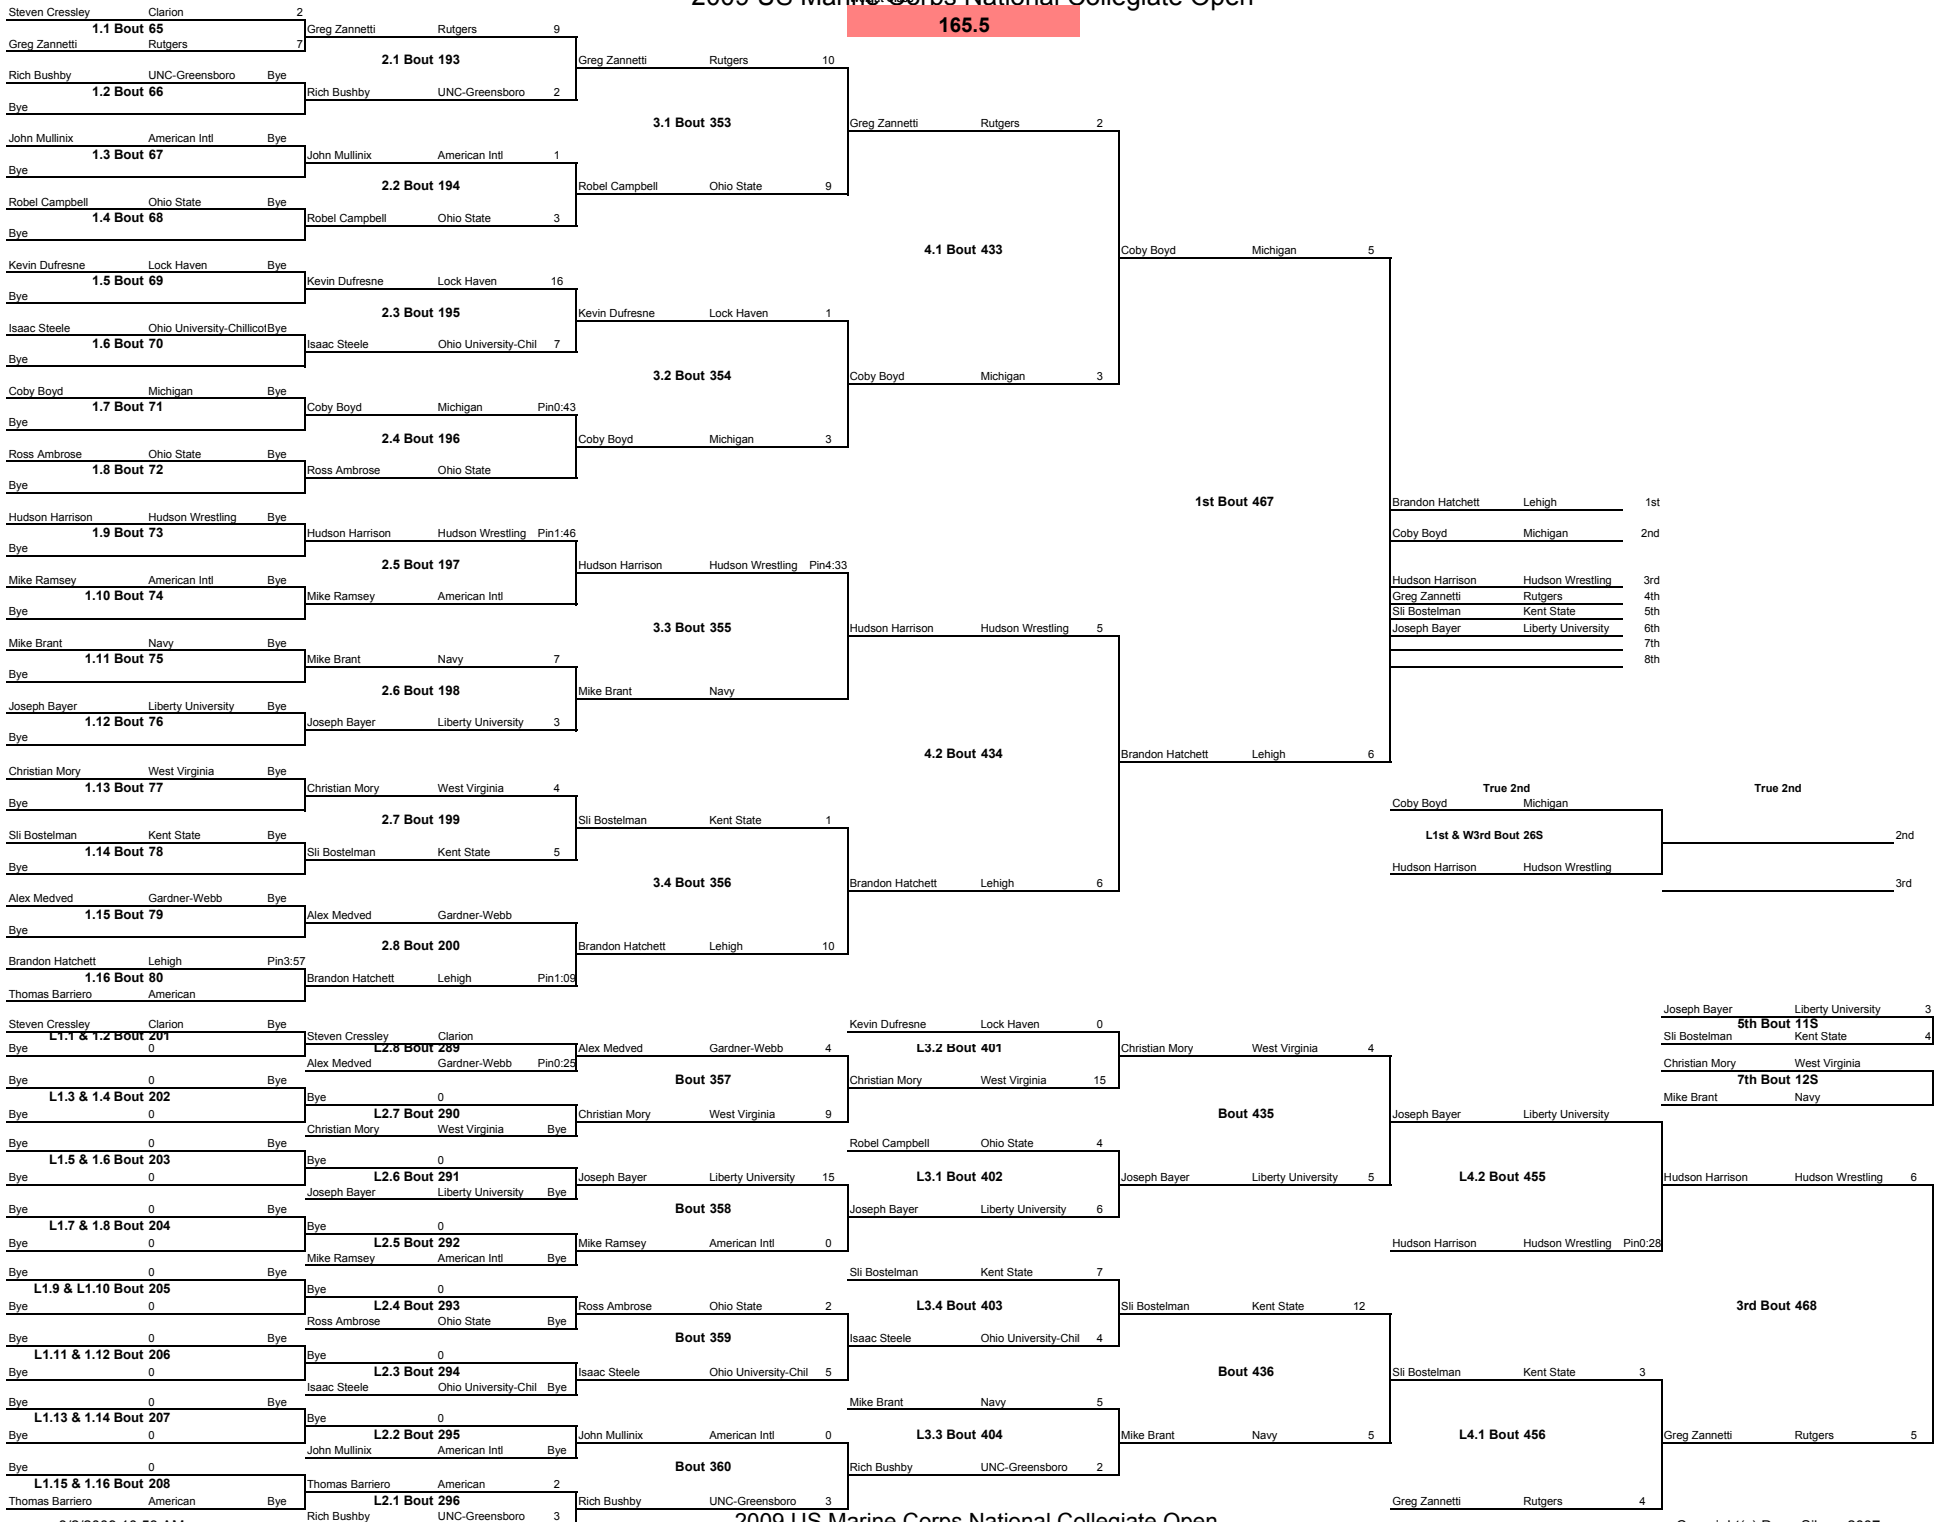 2009 US Marine Corps National Collegiate Open
165.5
Steven Cressley Clarion 2
1.1 Bout 65
Greg Zannetti Rutgers 7
Rich Bushby UNC-Greensboro Bye
1.2 Bout 66
Bye
John Mullinix American Intl Bye
1.3 Bout 67
Bye
Robel Campbell Ohio State Bye
1.4 Bout 68
Bye
Kevin Dufresne Lock Haven Bye
1.5 Bout 69
Bye
Isaac Steele Ohio University-Chillicot Bye
1.6 Bout 70
Bye
Coby Boyd Michigan Bye
1.7 Bout 71
Bye
Ross Ambrose Ohio State Bye
1.8 Bout 72
Bye
Hudson Harrison Hudson Wrestling Bye
1.9 Bout 73
Bye
Mike Ramsey American Intl Bye
1.10 Bout 74
Bye
Mike Brant Navy Bye
1.11 Bout 75
Bye
Joseph Bayer Liberty University Bye
1.12 Bout 76
Bye
Christian Mory West Virginia Bye
1.13 Bout 77
Bye
Sli Bostelman Kent State Bye
1.14 Bout 78
Bye
Alex Medved Gardner-Webb Bye
1.15 Bout 79
Bye
Brandon Hatchett Lehigh Pin3:57
1.16 Bout 80
Thomas Barriero American
Greg Zannetti Rutgers 9
2.1 Bout 193
Rich Bushby UNC-Greensboro 2
John Mullinix American Intl 1
2.2 Bout 194
Robel Campbell Ohio State 3
Kevin Dufresne Lock Haven 16
2.3 Bout 195
Isaac Steele Ohio University-Chil 7
Coby Boyd Michigan Pin0:43
2.4 Bout 196
Ross Ambrose Ohio State
Hudson Harrison Hudson Wrestling Pin1:46
2.5 Bout 197
Mike Ramsey American Intl
Mike Brant Navy 7
2.6 Bout 198
Joseph Bayer Liberty University 3
Christian Mory West Virginia 4
2.7 Bout 199
Sli Bostelman Kent State 5
Alex Medved Gardner-Webb
2.8 Bout 200
Brandon Hatchett Lehigh Pin1:09
Greg Zannetti Rutgers 10
3.1 Bout 353
Robel Campbell Ohio State 9
Kevin Dufresne Lock Haven 1
3.2 Bout 354
Coby Boyd Michigan 3
Hudson Harrison Hudson Wrestling Pin4:33
3.3 Bout 355
Mike Brant Navy
Sli Bostelman Kent State 1
3.4 Bout 356
Brandon Hatchett Lehigh 10
Greg Zannetti Rutgers 2
4.1 Bout 433
Coby Boyd Michigan 3
Hudson Harrison Hudson Wrestling 5
4.2 Bout 434
Brandon Hatchett Lehigh 6
Coby Boyd Michigan 5
1st Bout 467
Brandon Hatchett Lehigh 6
Brandon Hatchett Lehigh 1st
Coby Boyd Michigan 2nd
Hudson Harrison Hudson Wrestling 3rd
Greg Zannetti Rutgers 4th
Sli Bostelman Kent State 5th
Joseph Bayer Liberty University 6th
7th
8th
True 2nd True 2nd
Coby Boyd Michigan
L1st & W3rd Bout 26S 2nd
Hudson Harrison Hudson Wrestling
3rd
Steven Cressley Clarion Bye
L1.1 & 1.2 Bout 201
Bye 0
Bye 0 Bye
L1.3 & 1.4 Bout 202
Bye 0
Bye 0 Bye
L1.5 & 1.6 Bout 203
Bye 0
Bye 0 Bye
L1.7 & 1.8 Bout 204
Bye 0
Bye 0 Bye
L1.9 & L1.10 Bout 205
Bye 0
Bye 0 Bye
L1.11 & 1.12 Bout 206
Bye 0
Bye 0 Bye
L1.13 & 1.14 Bout 207
Bye 0
Bye 0
L1.15 & 1.16 Bout 208
Thomas Barriero American Bye
Steven Cressley Clarion
L2.8 Bout 289
Alex Medved Gardner-Webb Pin0:25
Bye 0
L2.7 Bout 290
Christian Mory West Virginia Bye
Bye 0
L2.6 Bout 291
Joseph Bayer Liberty University Bye
Bye 0
L2.5 Bout 292
Mike Ramsey American Intl Bye
Bye 0
L2.4 Bout 293
Ross Ambrose Ohio State Bye
Bye 0
L2.3 Bout 294
Isaac Steele Ohio University-Chil Bye
Bye 0
L2.2 Bout 295
John Mullinix American Intl Bye
Thomas Barriero American 2
L2.1 Bout 296
Rich Bushby UNC-Greensboro 3
Alex Medved Gardner-Webb 4
Bout 357
Christian Mory West Virginia 9
Joseph Bayer Liberty University 15
Bout 358
Mike Ramsey American Intl 0
Ross Ambrose Ohio State 2
Bout 359
Isaac Steele Ohio University-Chil 5
John Mullinix American Intl 0
Bout 360
Rich Bushby UNC-Greensboro 3
Kevin Dufresne Lock Haven 0
L3.2 Bout 401
Christian Mory West Virginia 15
Robel Campbell Ohio State 4
L3.1 Bout 402
Joseph Bayer Liberty University 6
Sli Bostelman Kent State 7
L3.4 Bout 403
Isaac Steele Ohio University-Chil 4
Mike Brant Navy 5
L3.3 Bout 404
Rich Bushby UNC-Greensboro 2
Christian Mory West Virginia 4
Bout 435
Joseph Bayer Liberty University 5
Sli Bostelman Kent State 12
Bout 436
Mike Brant Navy 5
Joseph Bayer Liberty University
L4.2 Bout 455
Hudson Harrison Hudson Wrestling Pin0:28
Sli Bostelman Kent State 3
L4.1 Bout 456
Greg Zannetti Rutgers 4
Joseph Bayer Liberty University 3
5th Bout 11S
Sli Bostelman Kent State 4
Christian Mory West Virginia
7th Bout 12S
Mike Brant Navy
Hudson Harrison Hudson Wrestling 6
3rd Bout 468
Greg Zannetti Rutgers 5
2009 US Marine Corps National Collegiate Open